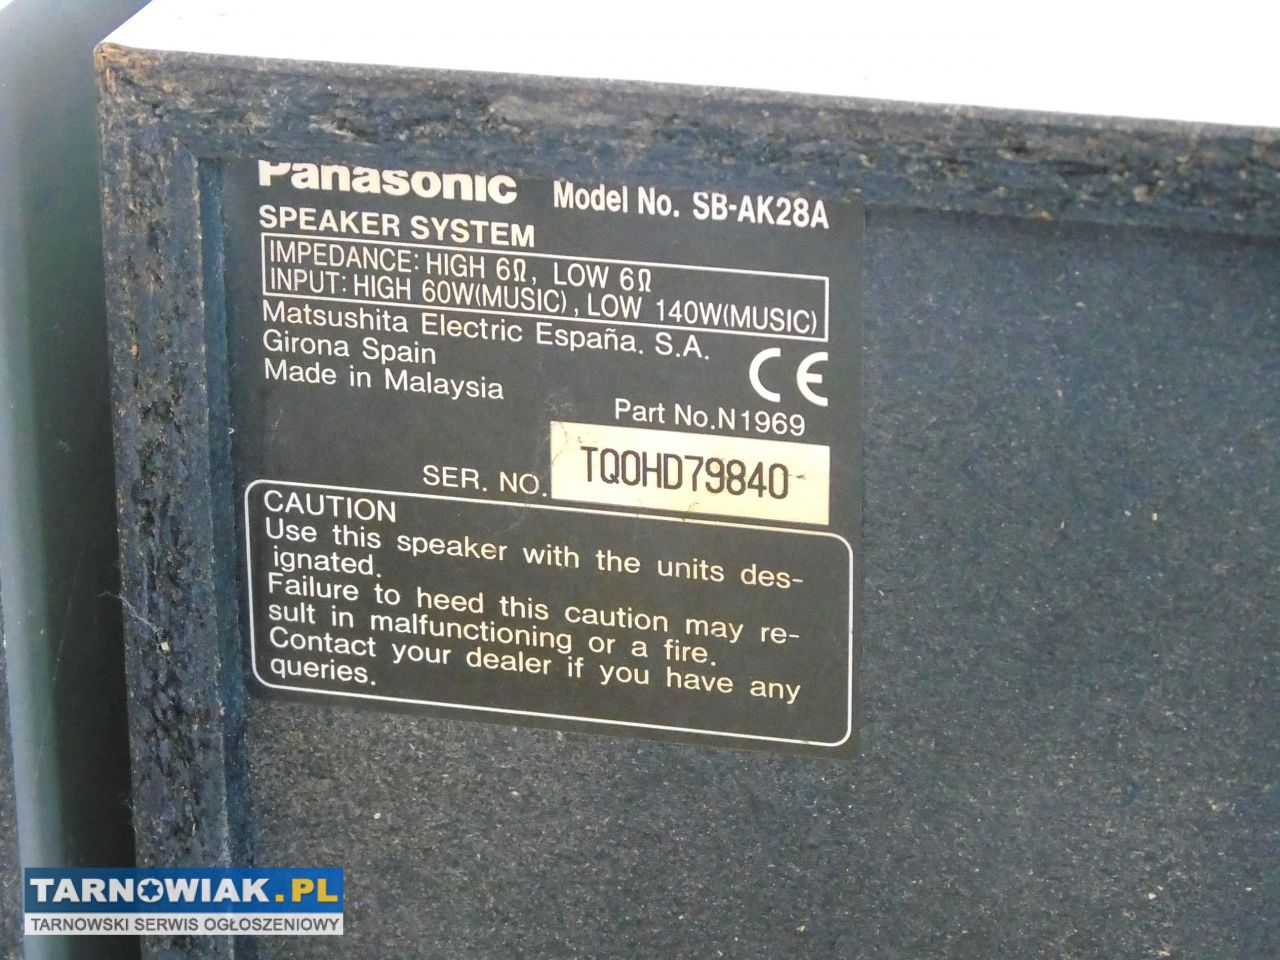 Panasonic Model No. SB-AK28A
SPEAKER SYSTEM
IMPEDANCE: HIGH 6Ω, LOW 6Ω
INPUT: HIGH 60W(MUSIC), LOW 140W(MUSIC)
Matsushita Electric España. S.A.
Girona Spain
Made in Malaysia
CE
Part No.N1969
SER. NO. TQ0HD79840
CAUTION
Use this speaker with the units des-
ignated.
Failure to heed this caution may re-
sult in malfunctioning or a fire.
Contact your dealer if you have any
queries.
TARNOWIAK.PL
TARNOWSKI SERWIS OGŁOSZENIOWY